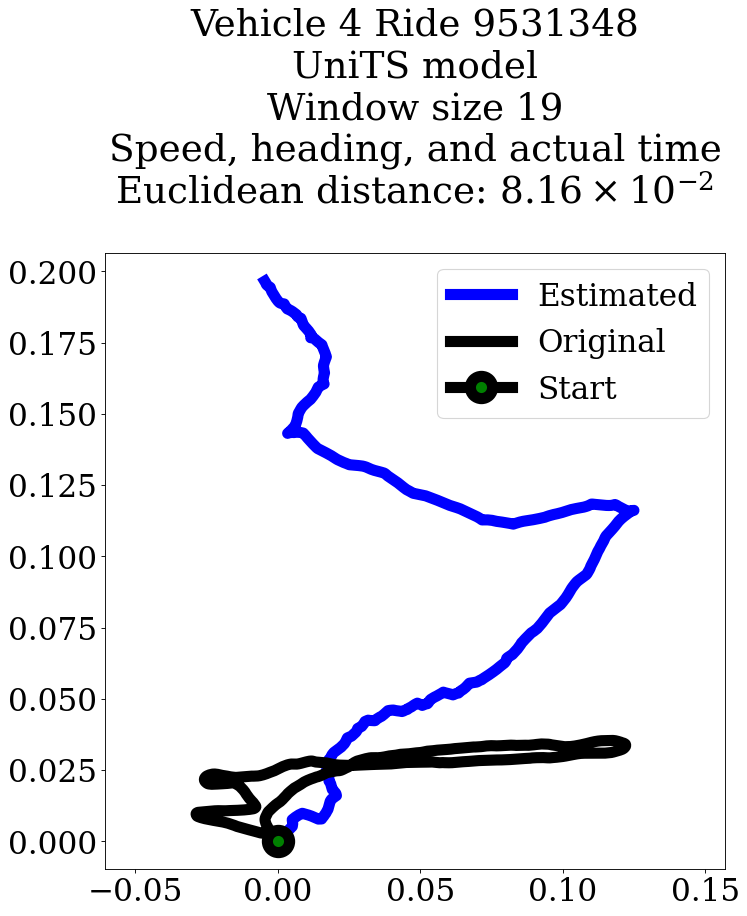 Vehicle 4 Ride 9531348
UniTS model
Window size 19
Speed, heading, and actual time
Euclidean distance: 8.16 × 10⁻²
0.200
0.175
0.150
0.125
0.100
0.075
0.050
0.025
0.000
Estimated
Original
Start
−0.05 0.00 0.05 0.10 0.15